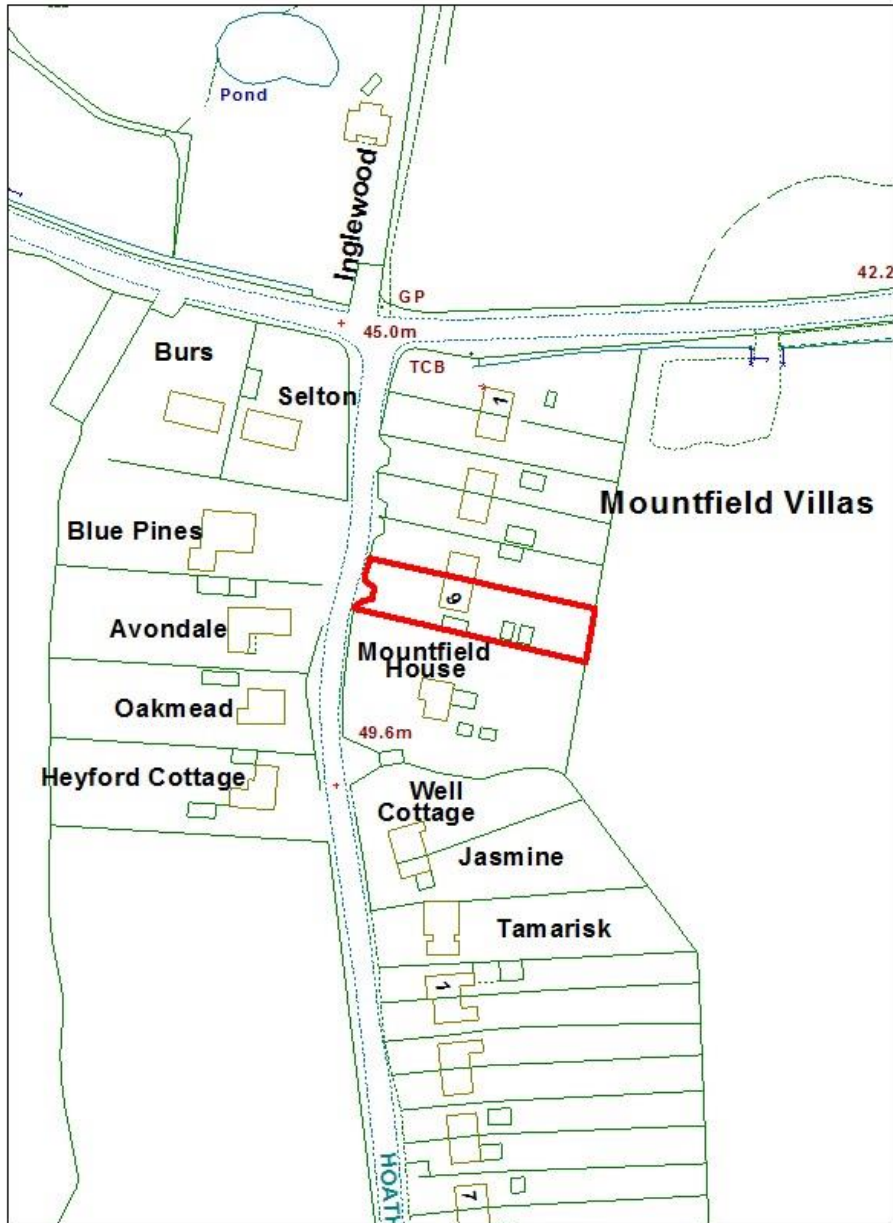 Pond
Inglewood
GP
42.2
45.0m
Burs
TCB
Selton
1
Mountfield Villas
Blue Pines
6
Avondale
Mountfield
House
Oakmead
49.6m
Heyford Cottage
Well
Cottage
Jasmine
Tamarisk
1
HOATH
7